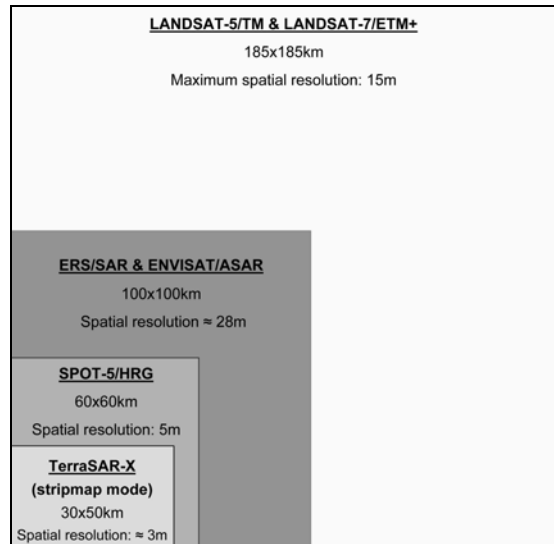 LANDSAT-5/TM & LANDSAT-7/ETM+
185x185km
Maximum spatial resolution: 15m
ERS/SAR & ENVISAT/ASAR
100x100km
Spatial resolution ≈ 28m
SPOT-5/HRG
60x60km
Spatial resolution: 5m
TerraSAR-X
(stripmap mode)
30x50km
Spatial resolution: ≈ 3m